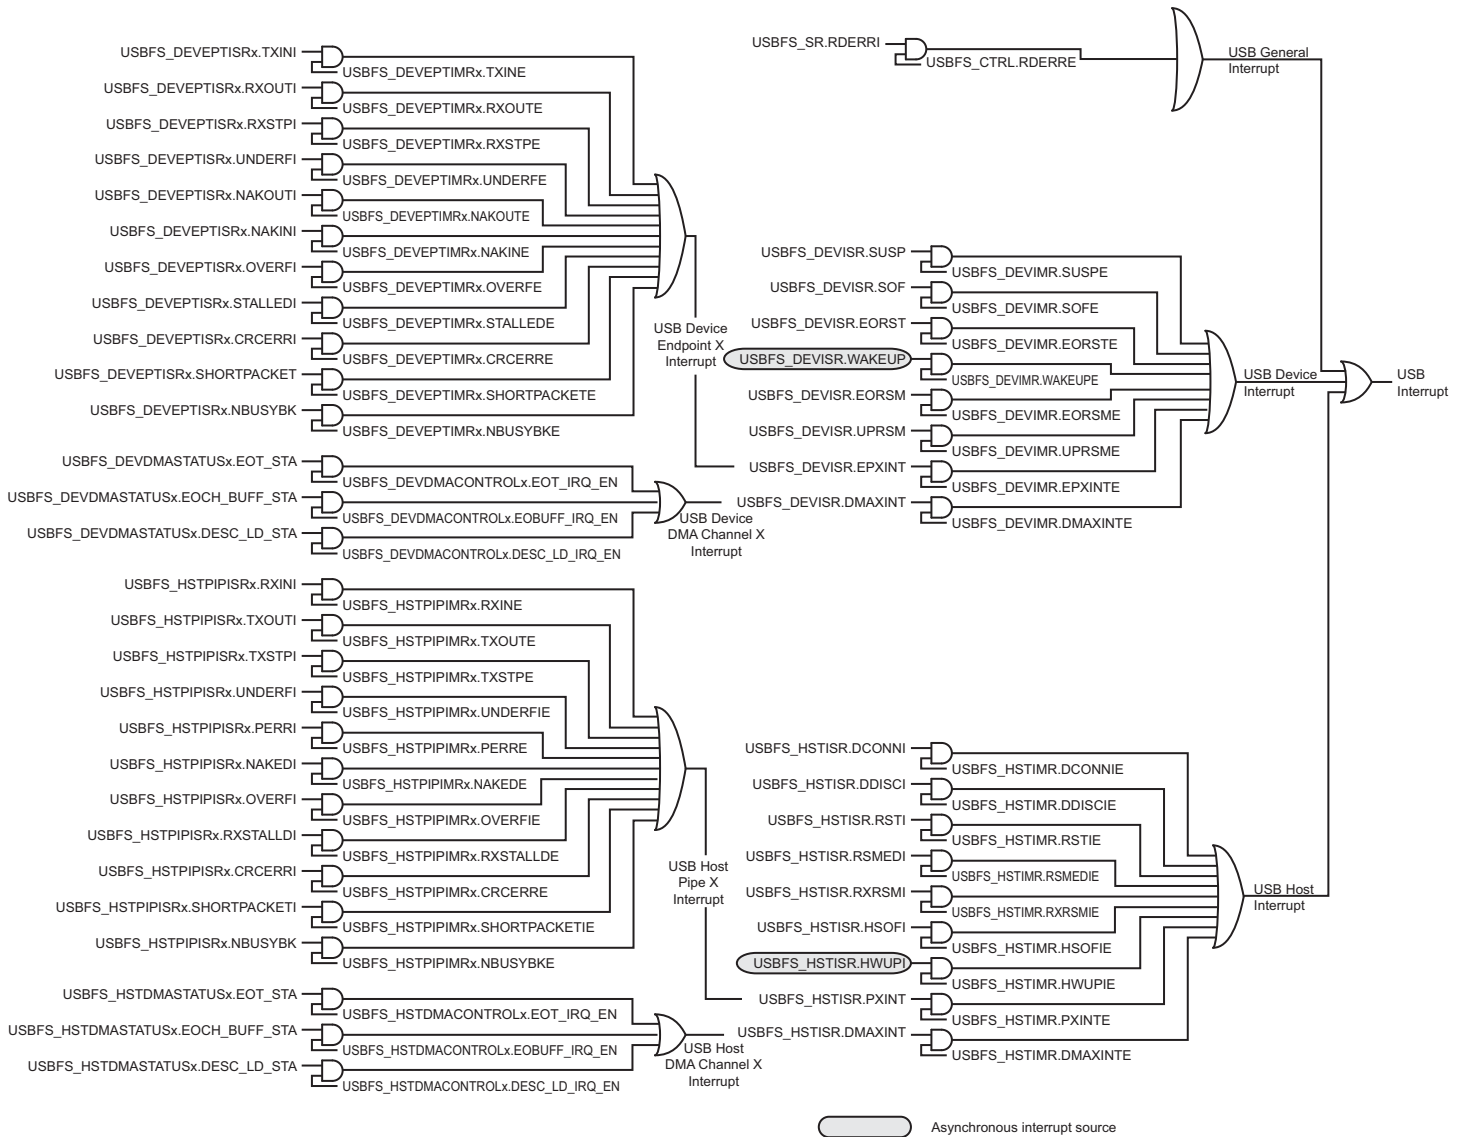 USBFS_DEVEPTISRx.TXINI
USBFS_DEVEPTIMRx.TXINE
USBFS_DEVEPTISRx.RXOUTI
USBFS_DEVEPTIMRx.RXOUTE
USBFS_DEVEPTISRx.RXSTPI
USBFS_DEVEPTIMRx.RXSTPE
USBFS_DEVEPTISRx.UNDERFI
USBFS_DEVEPTIMRx.UNDERFE
USBFS_DEVEPTISRx.NAKOUTI
USBFS_DEVEPTIMRx.NAKOUTE
USBFS_DEVEPTISRx.NAKINI
USBFS_DEVEPTIMRx.NAKINE
USBFS_DEVEPTISRx.OVERFI
USBFS_DEVEPTIMRx.OVERFE
USBFS_DEVEPTISRx.STALLEDI
USBFS_DEVEPTIMRx.STALLEDE
USBFS_DEVEPTISRx.CRCERRI
USBFS_DEVEPTIMRx.CRCERRE
USBFS_DEVEPTISRx.SHORTPACKET
USBFS_DEVEPTIMRx.SHORTPACKETE
USBFS_DEVEPTISRx.NBUSYBK
USBFS_DEVEPTIMRx.NBUSYBKE
USB Device
Endpoint X
Interrupt
USBFS_DEVDMASTATUSx.EOT_STA
USBFS_DEVDMACONTROLx.EOT_IRQ_EN
USBFS_DEVDMASTATUSx.EOCH_BUFF_STA
USBFS_DEVDMACONTROLx.EOBUFF_IRQ_EN
USBFS_DEVDMASTATUSx.DESC_LD_STA
USBFS_DEVDMACONTROLx.DESC_LD_IRQ_EN
USB Device
DMA Channel X
Interrupt
USBFS_HSTPIPISRx.RXINI
USBFS_HSTPIPIMRx.RXINE
USBFS_HSTPIPISRx.TXOUTI
USBFS_HSTPIPIMRx.TXOUTE
USBFS_HSTPIPISRx.TXSTPI
USBFS_HSTPIPIMRx.TXSTPE
USBFS_HSTPIPISRx.UNDERFI
USBFS_HSTPIPIMRx.UNDERFIE
USBFS_HSTPIPISRx.PERRI
USBFS_HSTPIPIMRx.PERRE
USBFS_HSTPIPISRx.NAKEDI
USBFS_HSTPIPIMRx.NAKEDE
USBFS_HSTPIPISRx.OVERFI
USBFS_HSTPIPIMRx.OVERFIE
USBFS_HSTPIPISRx.RXSTALLDI
USBFS_HSTPIPIMRx.RXSTALLDE
USBFS_HSTPIPISRx.CRCERRI
USBFS_HSTPIPIMRx.CRCERRE
USBFS_HSTPIPISRx.SHORTPACKETI
USBFS_HSTPIPIMRx.SHORTPACKETIE
USBFS_HSTPIPISRx.NBUSYBK
USBFS_HSTPIPIMRx.NBUSYBKE
USB Host
Pipe X
Interrupt
USBFS_HSTDMASTATUSx.EOT_STA
USBFS_HSTDMACONTROLx.EOT_IRQ_EN
USBFS_HSTDMASTATUSx.EOCH_BUFF_STA
USBFS_HSTDMACONTROLx.EOBUFF_IRQ_EN
USBFS_HSTDMASTATUSx.DESC_LD_STA
USBFS_HSTDMACONTROLx.DESC_LD_IRQ_EN
USB Host
DMA Channel X
Interrupt
USBFS_SR.RDERRI
USBFS_CTRL.RDERRE
USB General
Interrupt
USBFS_DEVISR.SUSP
USBFS_DEVIMR.SUSPE
USBFS_DEVISR.SOF
USBFS_DEVIMR.SOFE
USBFS_DEVISR.EORST
USBFS_DEVIMR.EORSTE
USBFS_DEVISR.WAKEUP
USBFS_DEVIMR.WAKEUPE
USBFS_DEVISR.EORSM
USBFS_DEVIMR.EORSME
USBFS_DEVISR.UPRSM
USBFS_DEVIMR.UPRSME
USBFS_DEVISR.EPXINT
USBFS_DEVIMR.EPXINTE
USBFS_DEVISR.DMAXINT
USBFS_DEVIMR.DMAXINTE
USB Device
Interrupt
USB
Interrupt
USBFS_HSTISR.DCONNI
USBFS_HSTIMR.DCONNIE
USBFS_HSTISR.DDISCI
USBFS_HSTIMR.DDISCIE
USBFS_HSTISR.RSTI
USBFS_HSTIMR.RSTIE
USBFS_HSTISR.RSMEDI
USBFS_HSTIMR.RSMEDIE
USBFS_HSTISR.RXRSMI
USBFS_HSTIMR.RXRSMIE
USBFS_HSTISR.HSOFI
USBFS_HSTIMR.HSOFIE
USBFS_HSTISR.HWUPI
USBFS_HSTIMR.HWUPIE
USBFS_HSTISR.PXINT
USBFS_HSTIMR.PXINTE
USBFS_HSTISR.DMAXINT
USBFS_HSTIMR.DMAXINTE
USB Host
Interrupt
Asynchronous interrupt source